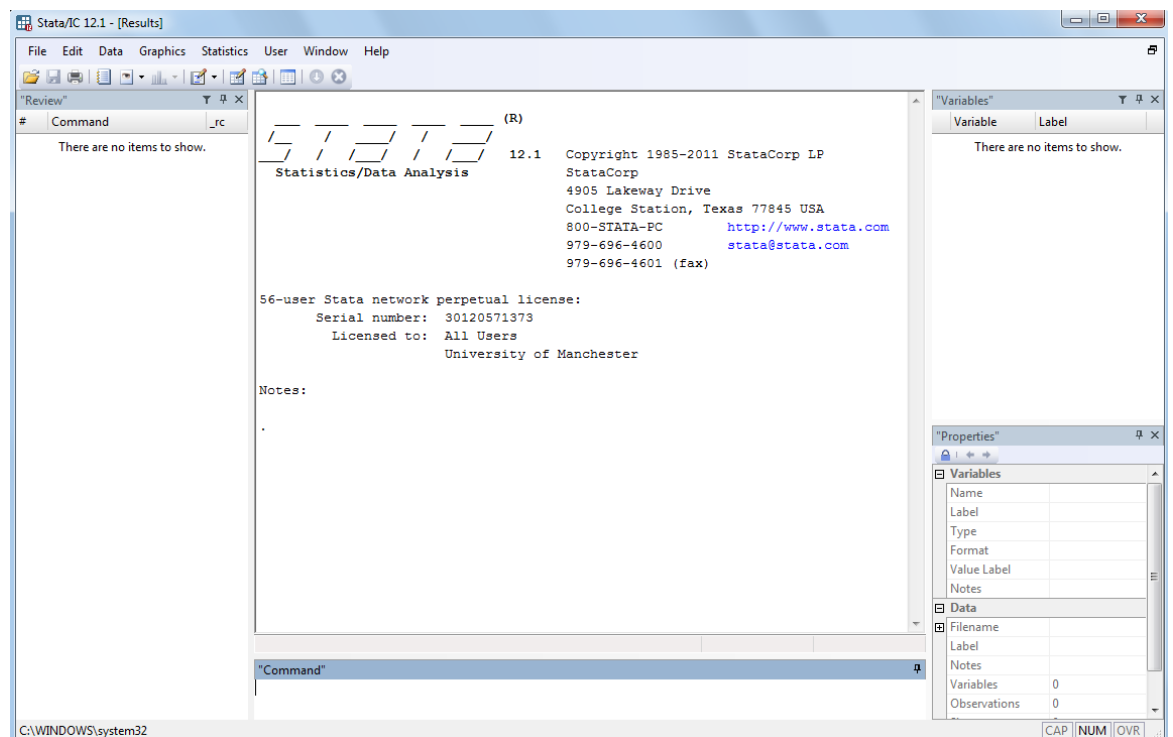 Stata/IC 12.1 - [Results]
File Edit Data Graphics Statistics User Window Help
"Review"
# Command _rc
There are no items to show.
(R)
Stata
12.1 Copyright 1985-2011 StataCorp LP
Statistics/Data Analysis StataCorp
4905 Lakeway Drive
College Station, Texas 77845 USA
800-STATA-PC http://www.stata.com
979-696-4600 stata@stata.com
979-696-4601 (fax)
56-user Stata network perpetual license:
Serial number: 30120571373
Licensed to: All Users
University of Manchester
Notes:
.
"Command"
"Variables"
Variable Label
There are no items to show.
"Properties"
Variables
Name
Label
Type
Format
Value Label
Notes
Data
Filename
Label
Notes
Variables 0
Observations 0
C:\WINDOWS\system32
CAP NUM OVR